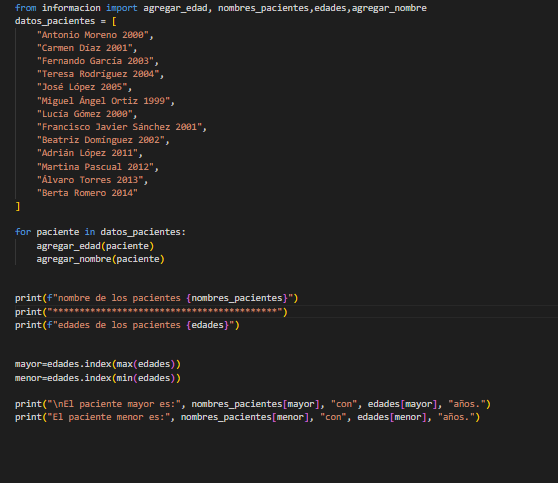 from informacion import agregar_edad, nombres_pacientes,edades,agregar_nombre
datos_pacientes = [
    "Antonio Moreno 2000",
    "Carmen Díaz 2001",
    "Fernando García 2003",
    "Teresa Rodríguez 2004",
    "José López 2005",
    "Miguel Ángel Ortiz 1999",
    "Lucía Gómez 2000",
    "Francisco Javier Sánchez 2001",
    "Beatriz Domínguez 2002",
    "Adrián López 2011",
    "Martina Pascual 2012",
    "Álvaro Torres 2013",
    "Berta Romero 2014"
]
for paciente in datos_pacientes:
    agregar_edad(paciente)
    agregar_nombre(paciente)
print(f"nombre de los pacientes {nombres_pacientes}")
print("******************************************")
print(f"edades de los pacientes {edades}")
mayor=edades.index(max(edades))
menor=edades.index(min(edades))
print("\nEl paciente mayor es:", nombres_pacientes[mayor], "con", edades[mayor], "años.")
print("El paciente menor es:", nombres_pacientes[menor], "con", edades[menor], "años.")